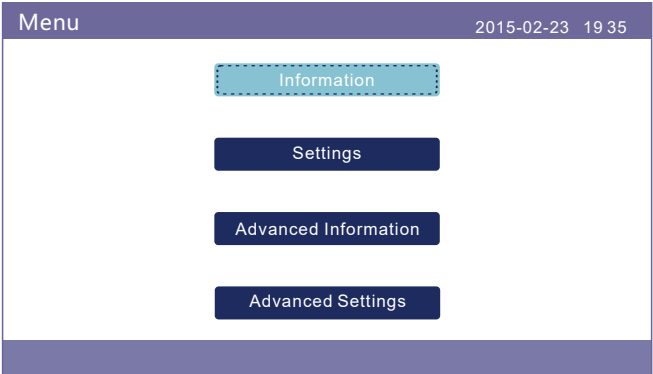 Menu
2015-02-23 19 35
Information
Settings
Advanced Information
Advanced Settings